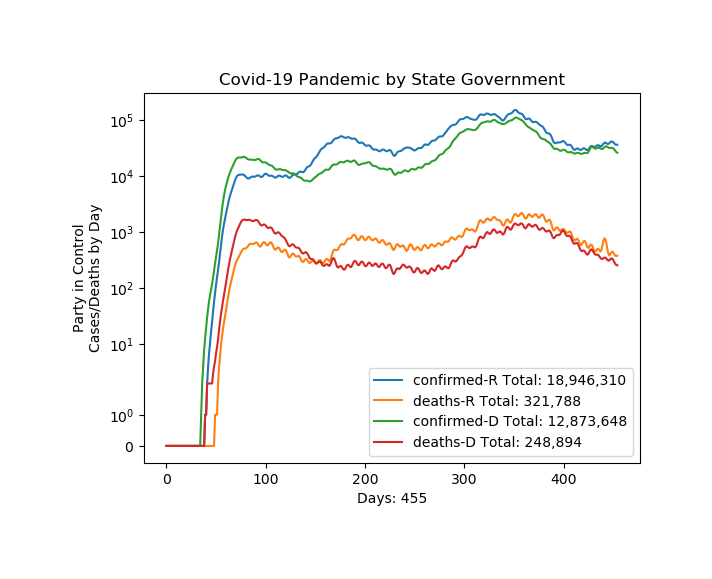 Covid-19 Pandemic by State Government
Party in Control
Cases/Deaths by Day
10^5
10^4
10^3
10^2
10^1
10^0
0
confirmed-R Total: 18,946,310
deaths-R Total: 321,788
confirmed-D Total: 12,873,648
deaths-D Total: 248,894
0 100 200 300 400
Days: 455